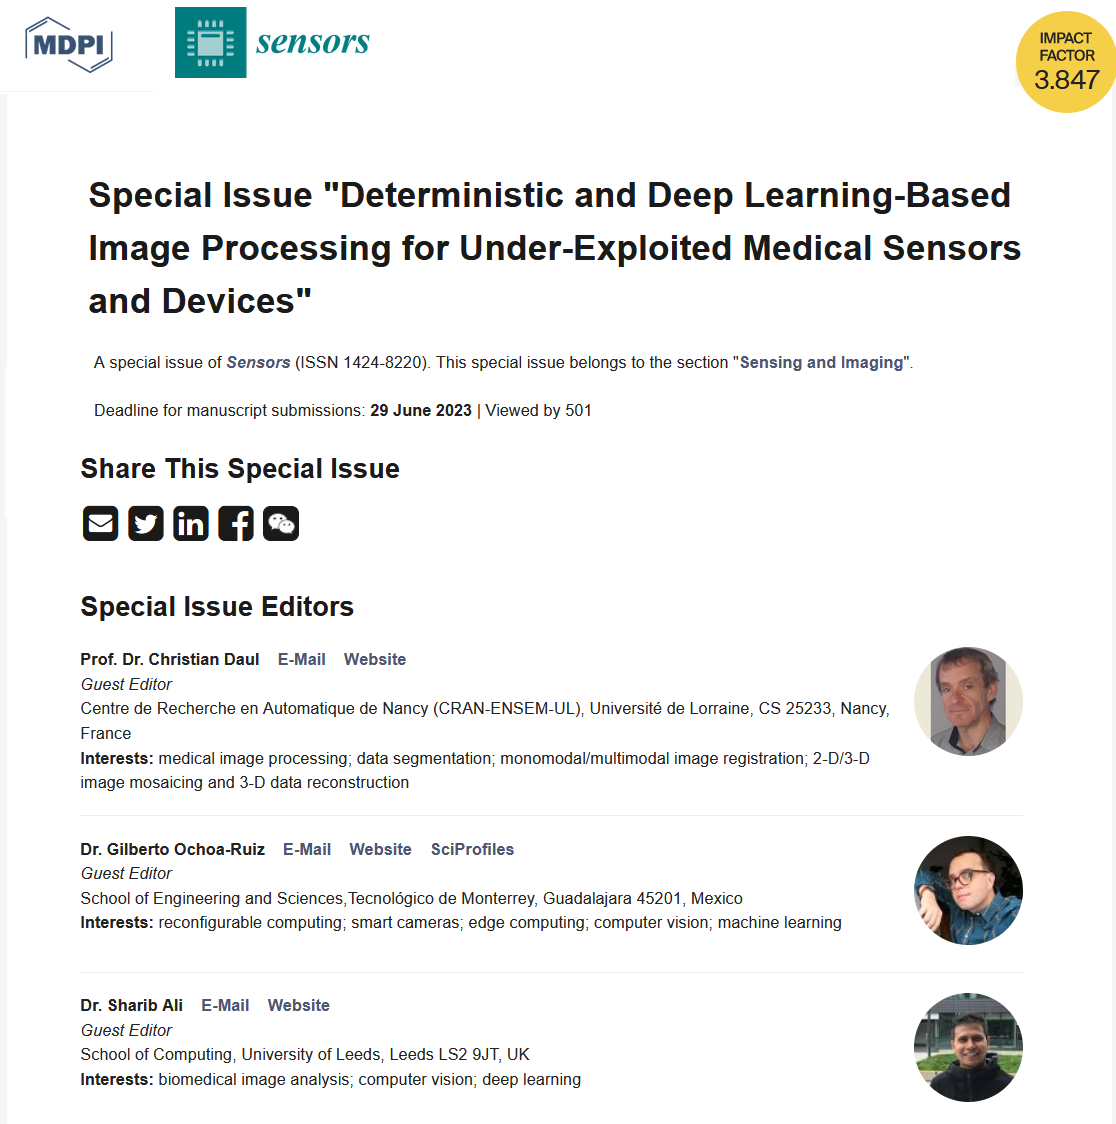 MDPI
sensors
IMPACT
FACTOR
3.847
Special Issue "Deterministic and Deep Learning-Based
Image Processing for Under-Exploited Medical Sensors
and Devices"
A special issue of Sensors (ISSN 1424-8220). This special issue belongs to the section "Sensing and Imaging".
Deadline for manuscript submissions: 29 June 2023 | Viewed by 501
Share This Special Issue
Special Issue Editors
Prof. Dr. Christian Daul E-Mail Website
Guest Editor
Centre de Recherche en Automatique de Nancy (CRAN-ENSEM-UL), Université de Lorraine, CS 25233, Nancy,
France
Interests: medical image processing; data segmentation; monomodal/multimodal image registration; 2-D/3-D
image mosaicing and 3-D data reconstruction
Dr. Gilberto Ochoa-Ruiz E-Mail Website SciProfiles
Guest Editor
School of Engineering and Sciences,Tecnológico de Monterrey, Guadalajara 45201, Mexico
Interests: reconfigurable computing; smart cameras; edge computing; computer vision; machine learning
Dr. Sharib Ali E-Mail Website
Guest Editor
School of Computing, University of Leeds, Leeds LS2 9JT, UK
Interests: biomedical image analysis; computer vision; deep learning